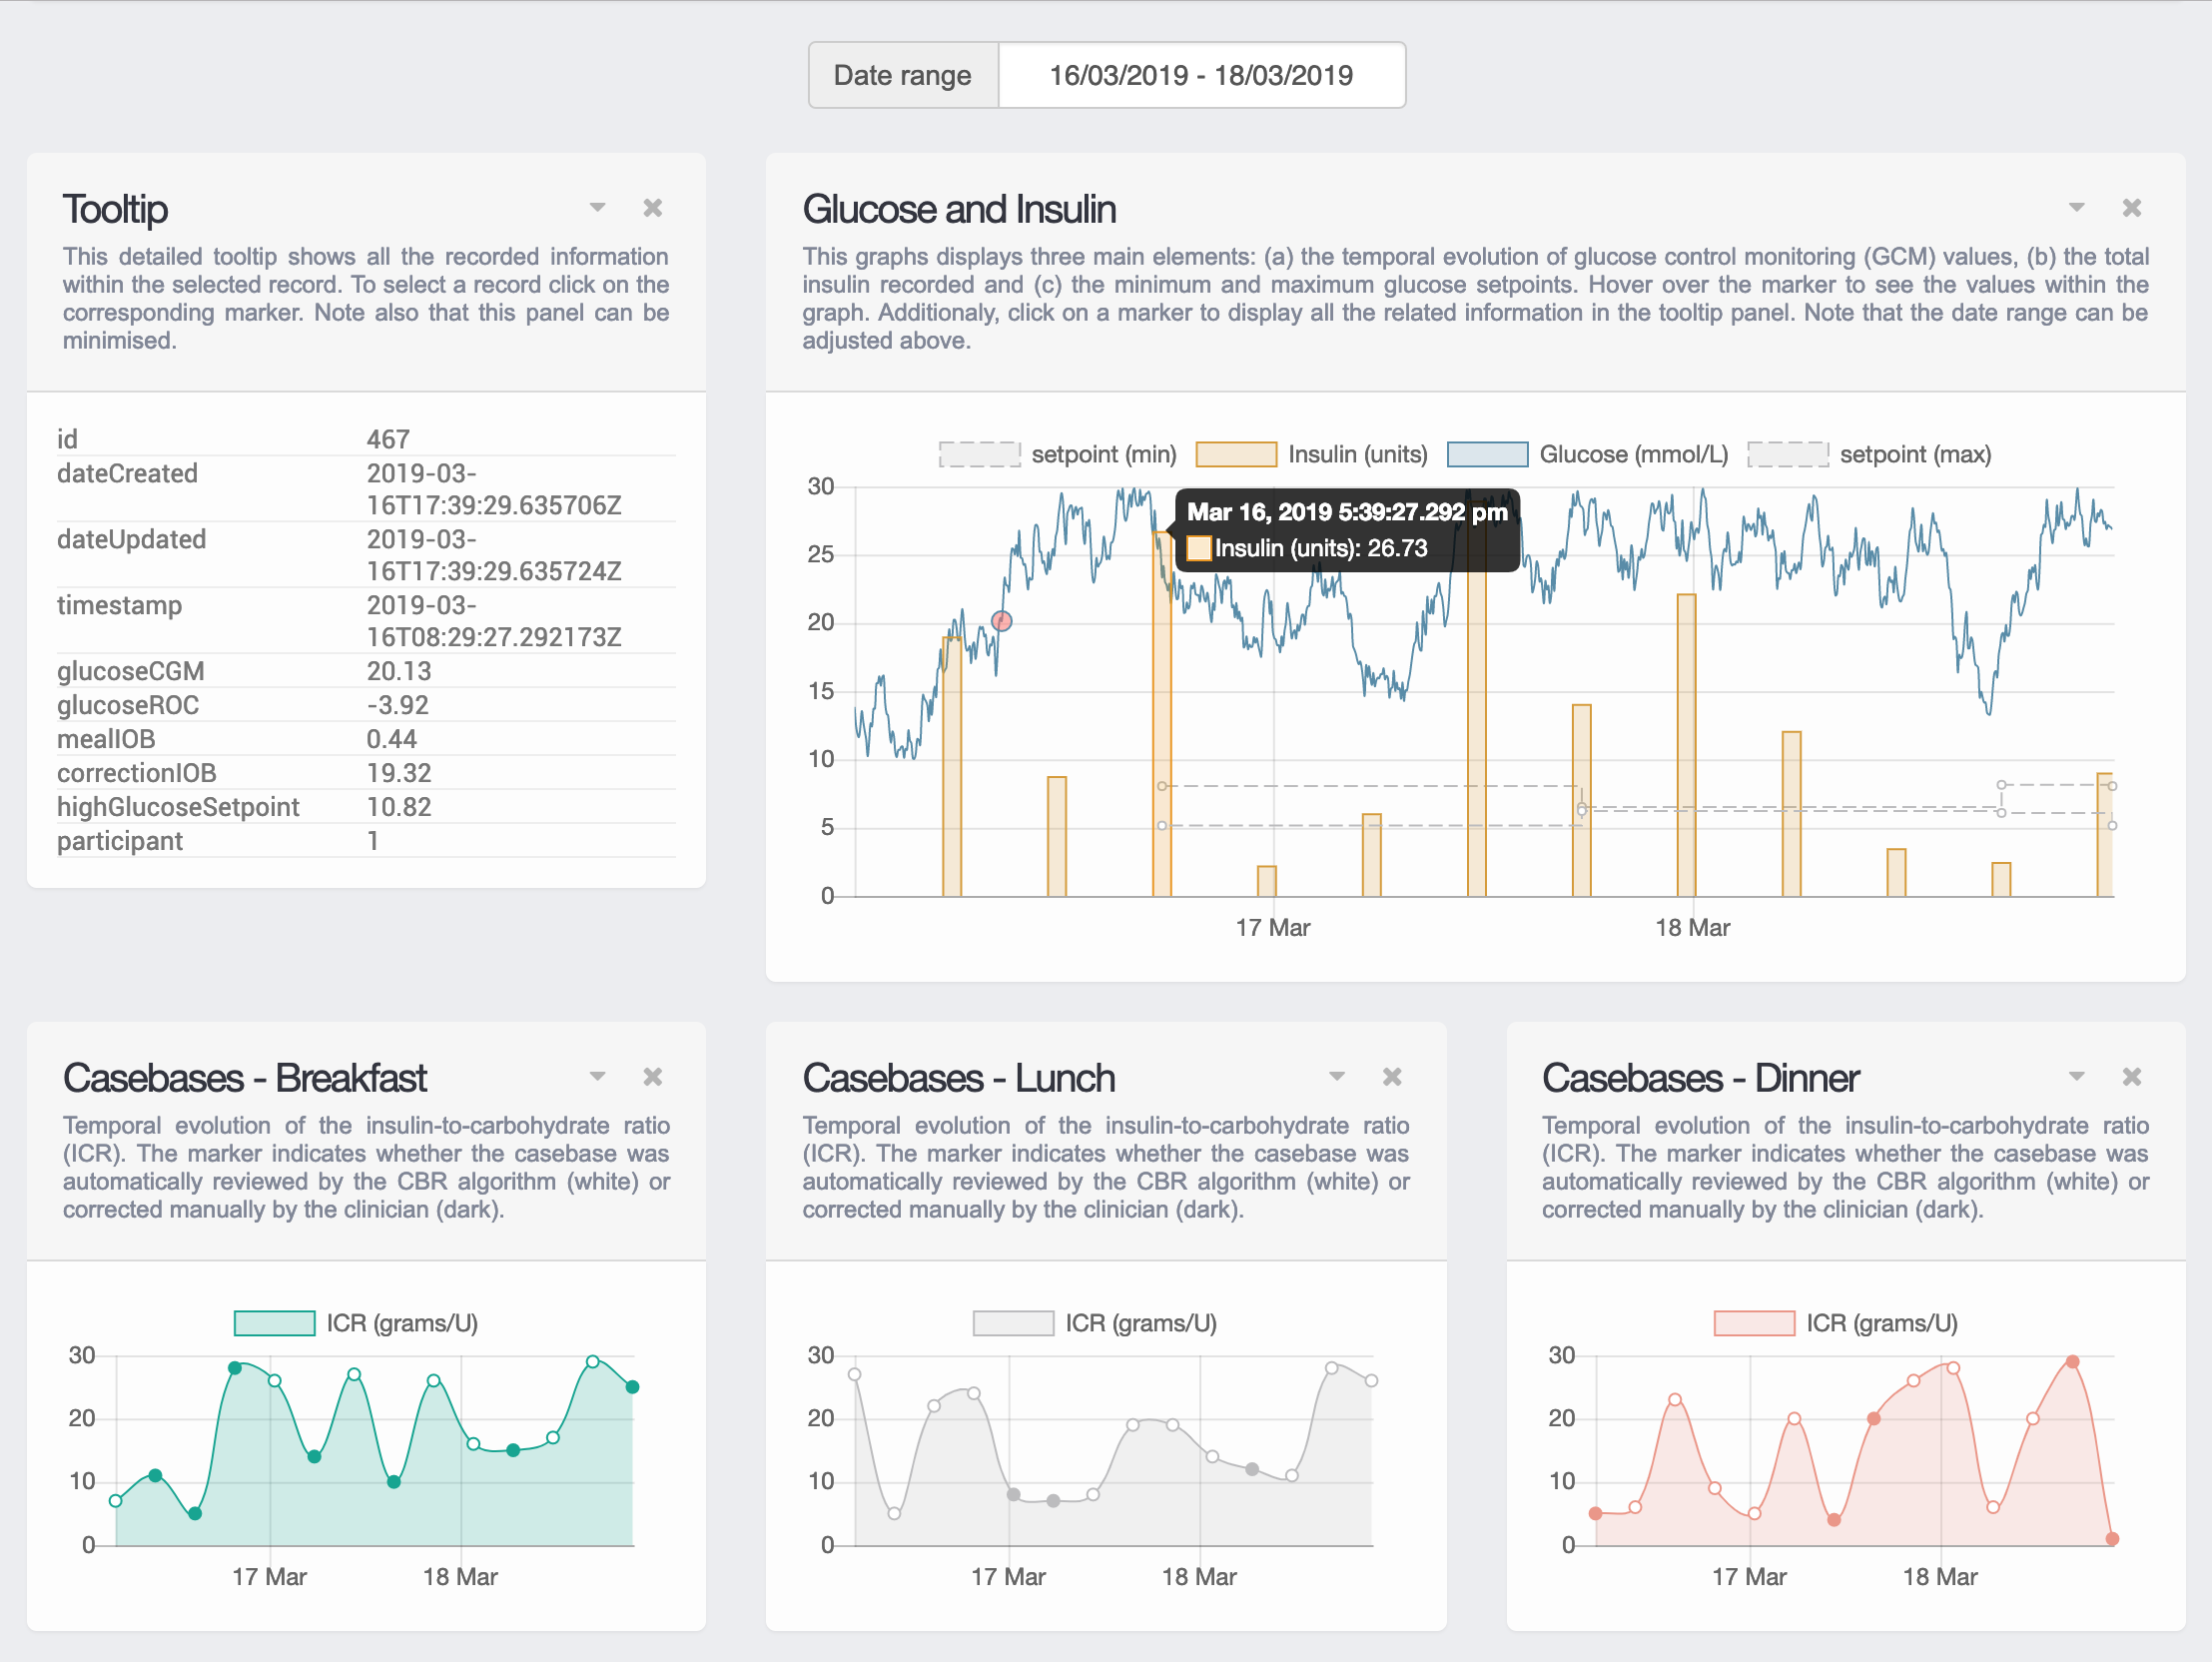 Date range 16/03/2019 - 18/03/2019
Tooltip
This detailed tooltip shows all the recorded information
within the selected record. To select a record click on the
corresponding marker. Note also that this panel can be
minimised.
id 467
dateCreated 2019-03-
16T17:39:29.635706Z
dateUpdated 2019-03-
16T17:39:29.635724Z
timestamp 2019-03-
16T08:29:27.292173Z
glucoseCGM 20.13
glucoseROC -3.92
mealIOB 0.44
correctionIOB 19.32
highGlucoseSetpoint 10.82
participant 1
Glucose and Insulin
This graphs displays three main elements: (a) the temporal evolution of glucose control monitoring (GCM) values, (b) the total
insulin recorded and (c) the minimum and maximum glucose setpoints. Hover over the marker to see the values within the
graph. Additionaly, click on a marker to display all the related information in the tooltip panel. Note that the date range can be
adjusted above.
setpoint (min) Insulin (units) Glucose (mmol/L) setpoint (max)
30
Mar 16, 2019 5:39:27.292 pm
Insulin (units): 26.73
25
20
15
10
5
0
17 Mar 18 Mar
Casebases - Breakfast
Temporal evolution of the insulin-to-carbohydrate ratio
(ICR). The marker indicates whether the casebase was
automatically reviewed by the CBR algorithm (white) or
corrected manually by the clinician (dark).
ICR (grams/U)
30
20
10
0
17 Mar 18 Mar
Casebases - Lunch
Temporal evolution of the insulin-to-carbohydrate ratio
(ICR). The marker indicates whether the casebase was
automatically reviewed by the CBR algorithm (white) or
corrected manually by the clinician (dark).
ICR (grams/U)
30
20
10
0
17 Mar 18 Mar
Casebases - Dinner
Temporal evolution of the insulin-to-carbohydrate ratio
(ICR). The marker indicates whether the casebase was
automatically reviewed by the CBR algorithm (white) or
corrected manually by the clinician (dark).
ICR (grams/U)
30
20
10
0
17 Mar 18 Mar